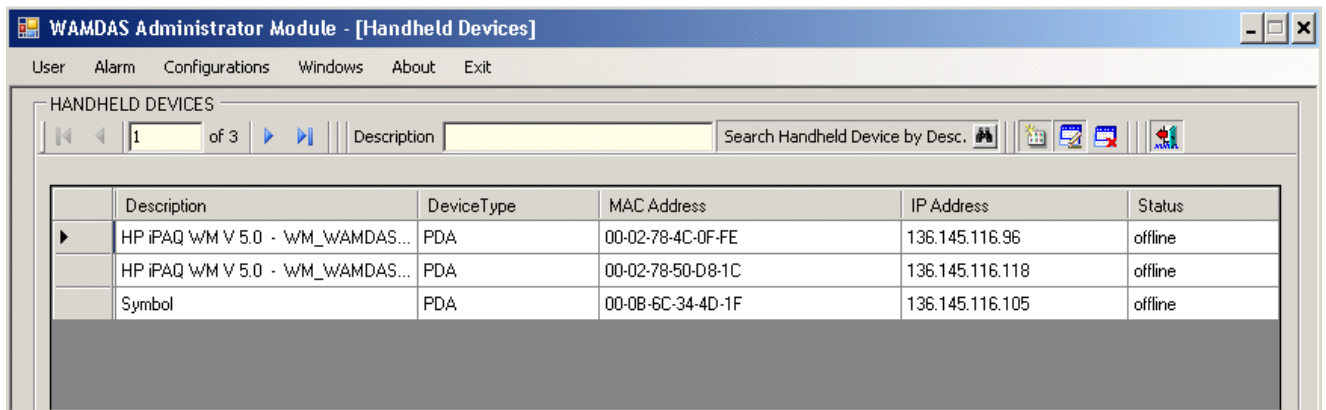 WAMDAS Administrator Module - [Handheld Devices]
User Alarm Configurations Windows About Exit
HANDHELD DEVICES
1 of 3 Description Search Handheld Device by Desc.
Description DeviceType MAC Address IP Address Status
HP iPAQ WM V 5.0 - WM_WAMDAS... PDA 00-02-78-4C-0F-FE 136.145.116.96 offline
HP iPAQ WM V 5.0 - WM_WAMDAS... PDA 00-02-78-50-D8-1C 136.145.116.118 offline
Symbol PDA 00-0B-6C-34-4D-1F 136.145.116.105 offline